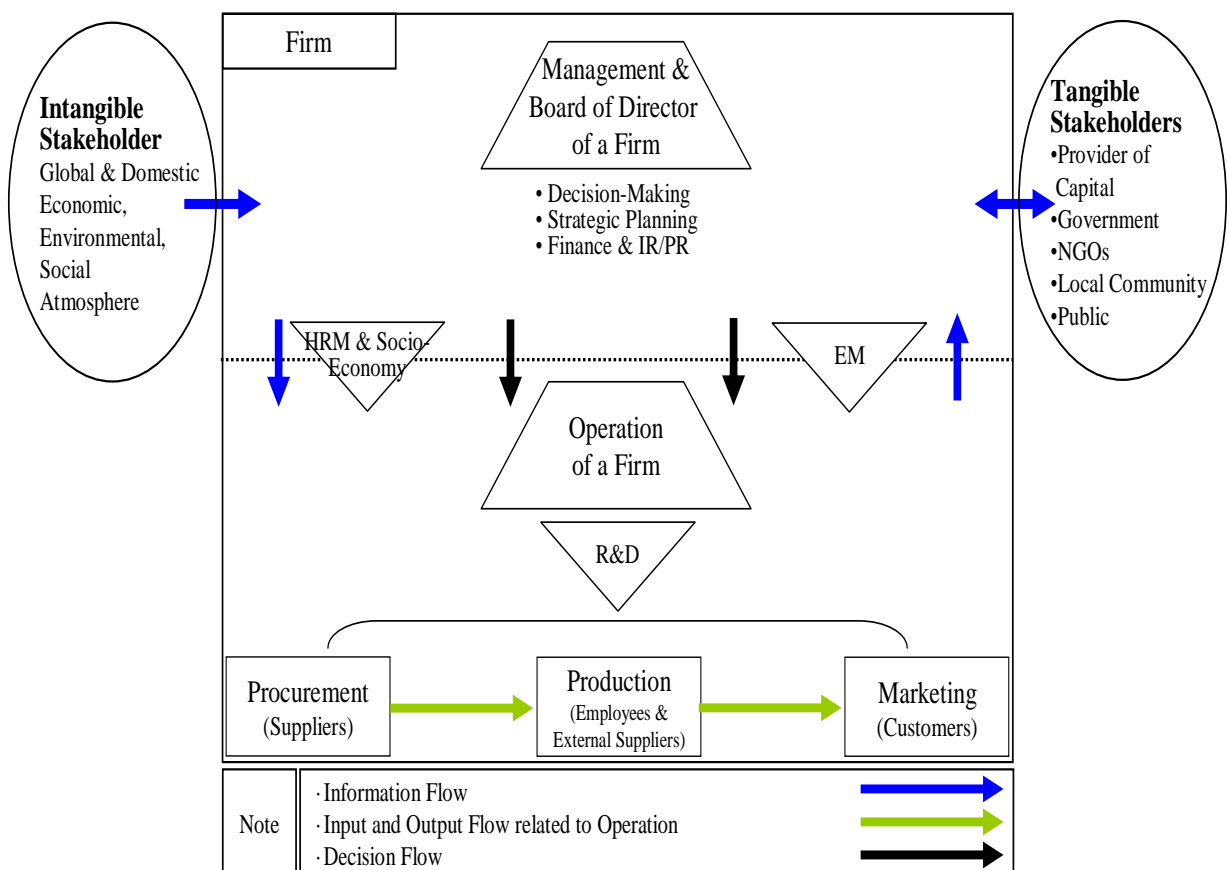 Firm
Management &
Board of Director
of a Firm
• Decision-Making
• Strategic Planning
• Finance & IR/PR
Intangible
Stakeholder
Global & Domestic
Economic,
Environmental,
Social
Atmosphere
Tangible
Stakeholders
•Provider of
Capital
•Government
•NGOs
•Local Community
•Public
HRM & Socio-
Economy
EM
Operation
of a Firm
R&D
Procurement
(Suppliers)
Production
(Employees &
External Suppliers)
Marketing
(Customers)
Note
· Information Flow
· Input and Output Flow related to Operation
· Decision Flow